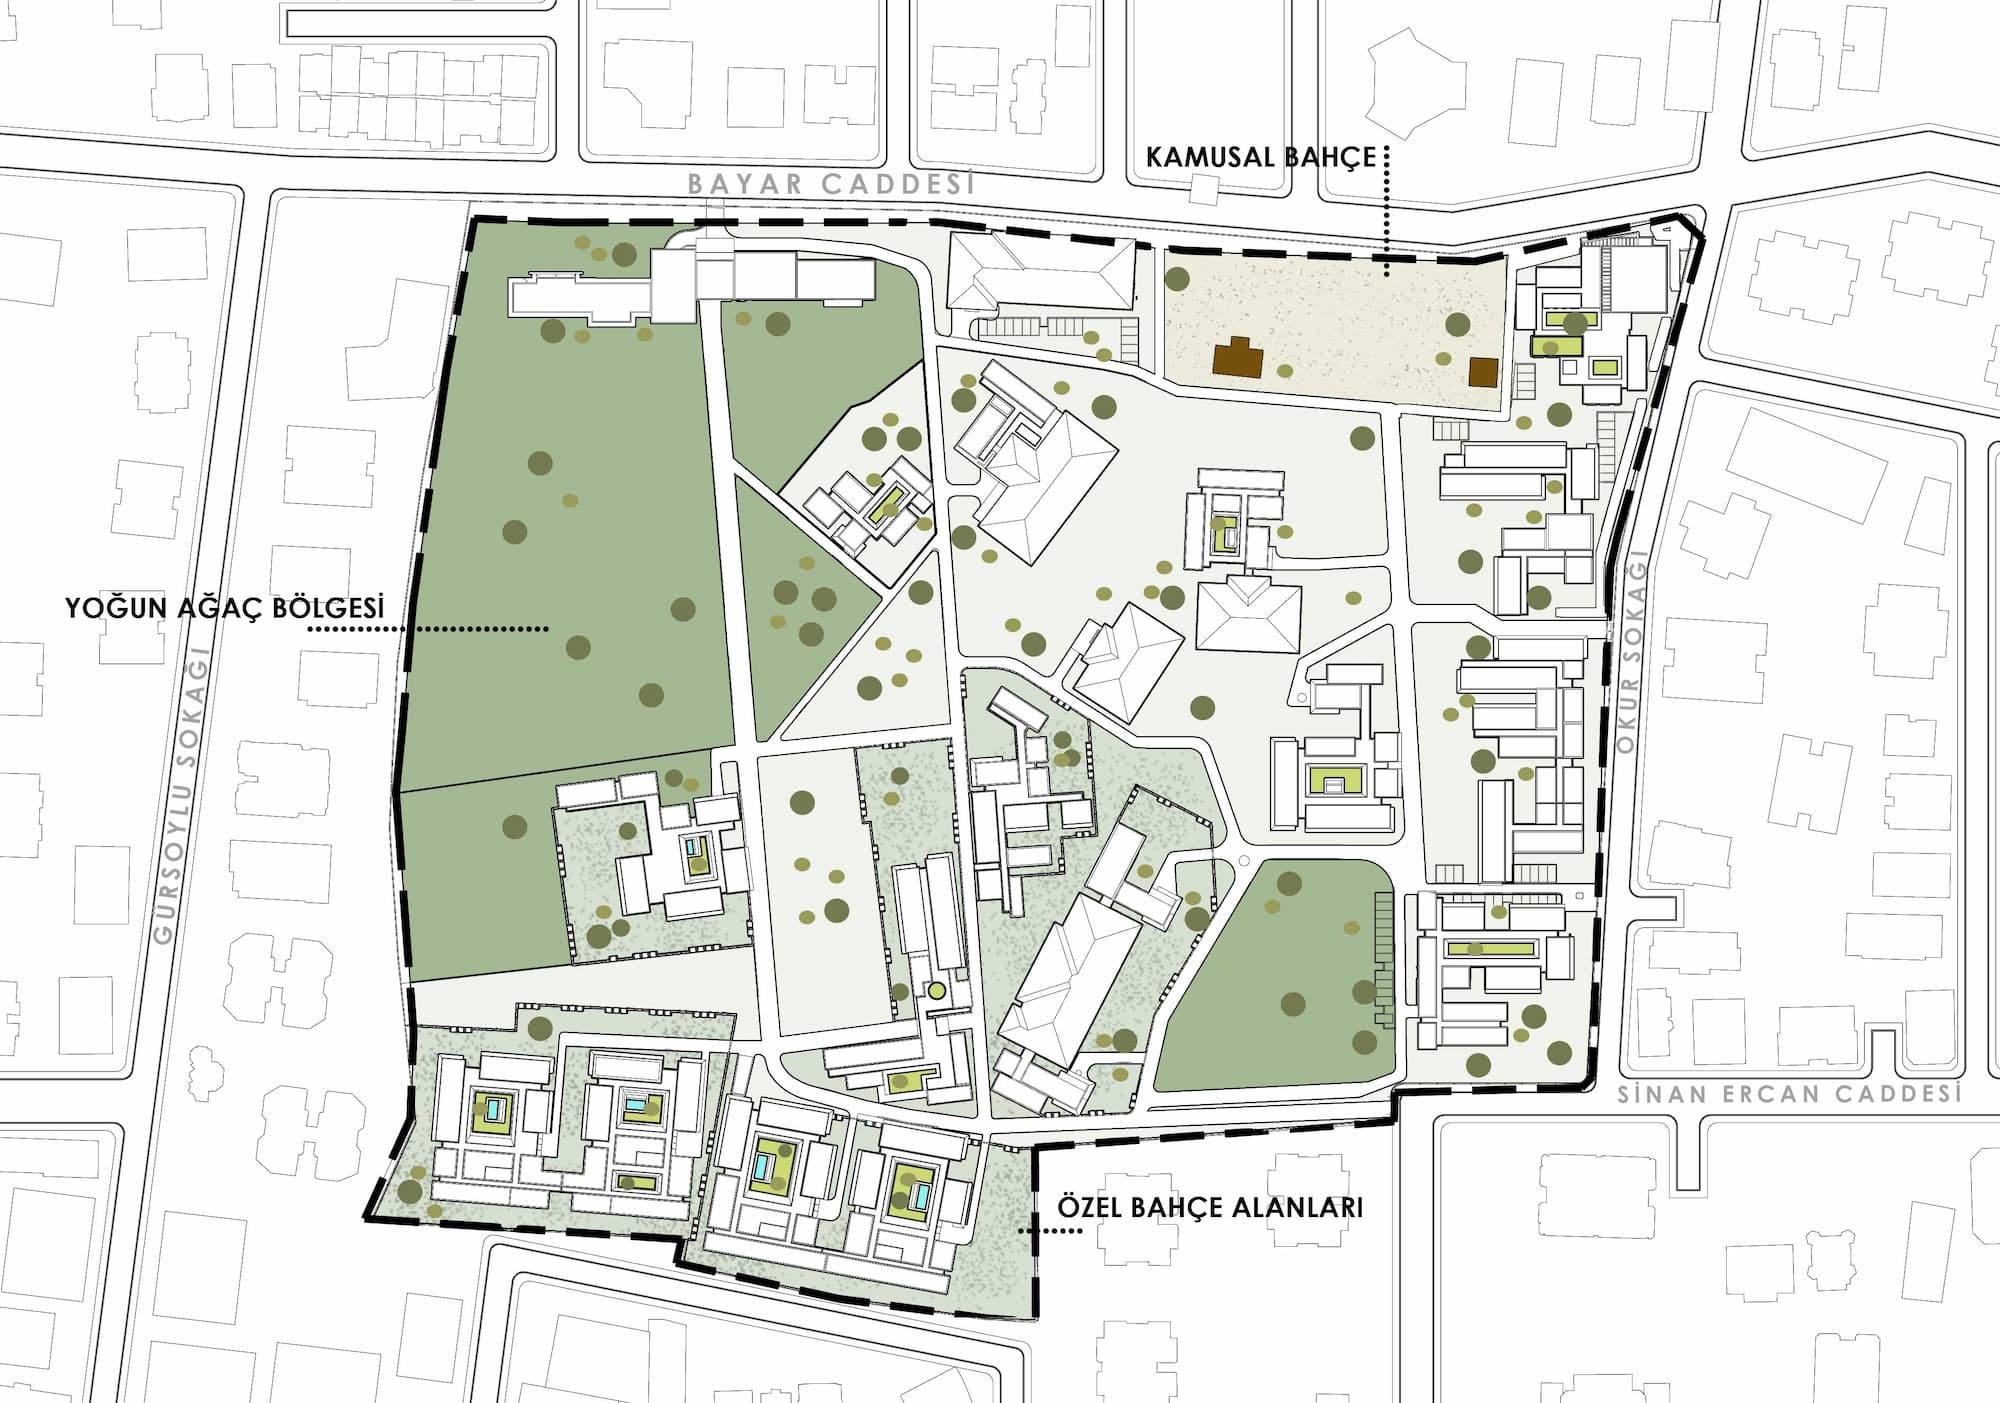 KAMUSAL BAHÇE
BAYAR CADDESİ
YOĞUN AĞAÇ BÖLGESİ
GÜRSOYLU SOKAĞI
OKUR SOKAĞI
SİNAN ERCAN CADDESİ
ÖZEL BAHÇE ALANLARI